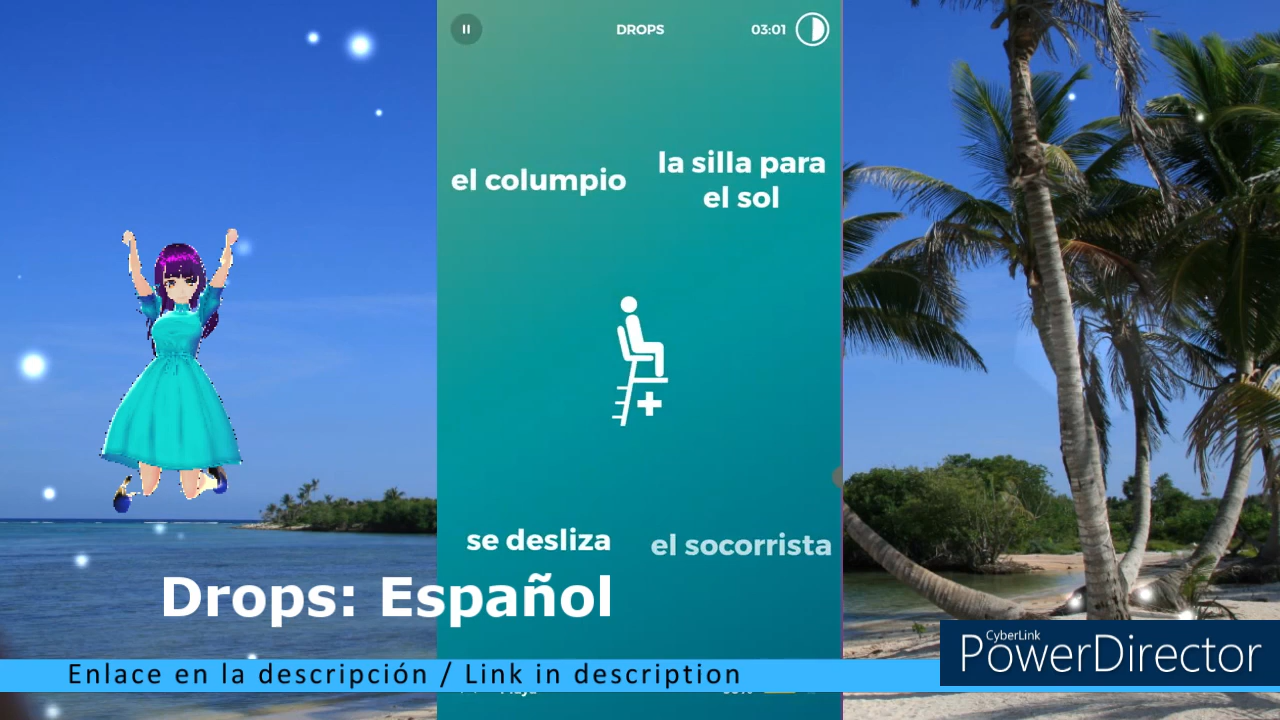 DROPS
03:01
el columpio
la silla para
el sol
se desliza
el socorrista
Drops: Español
Enlace en la descripción / Link in description
CyberLink
PowerDirector